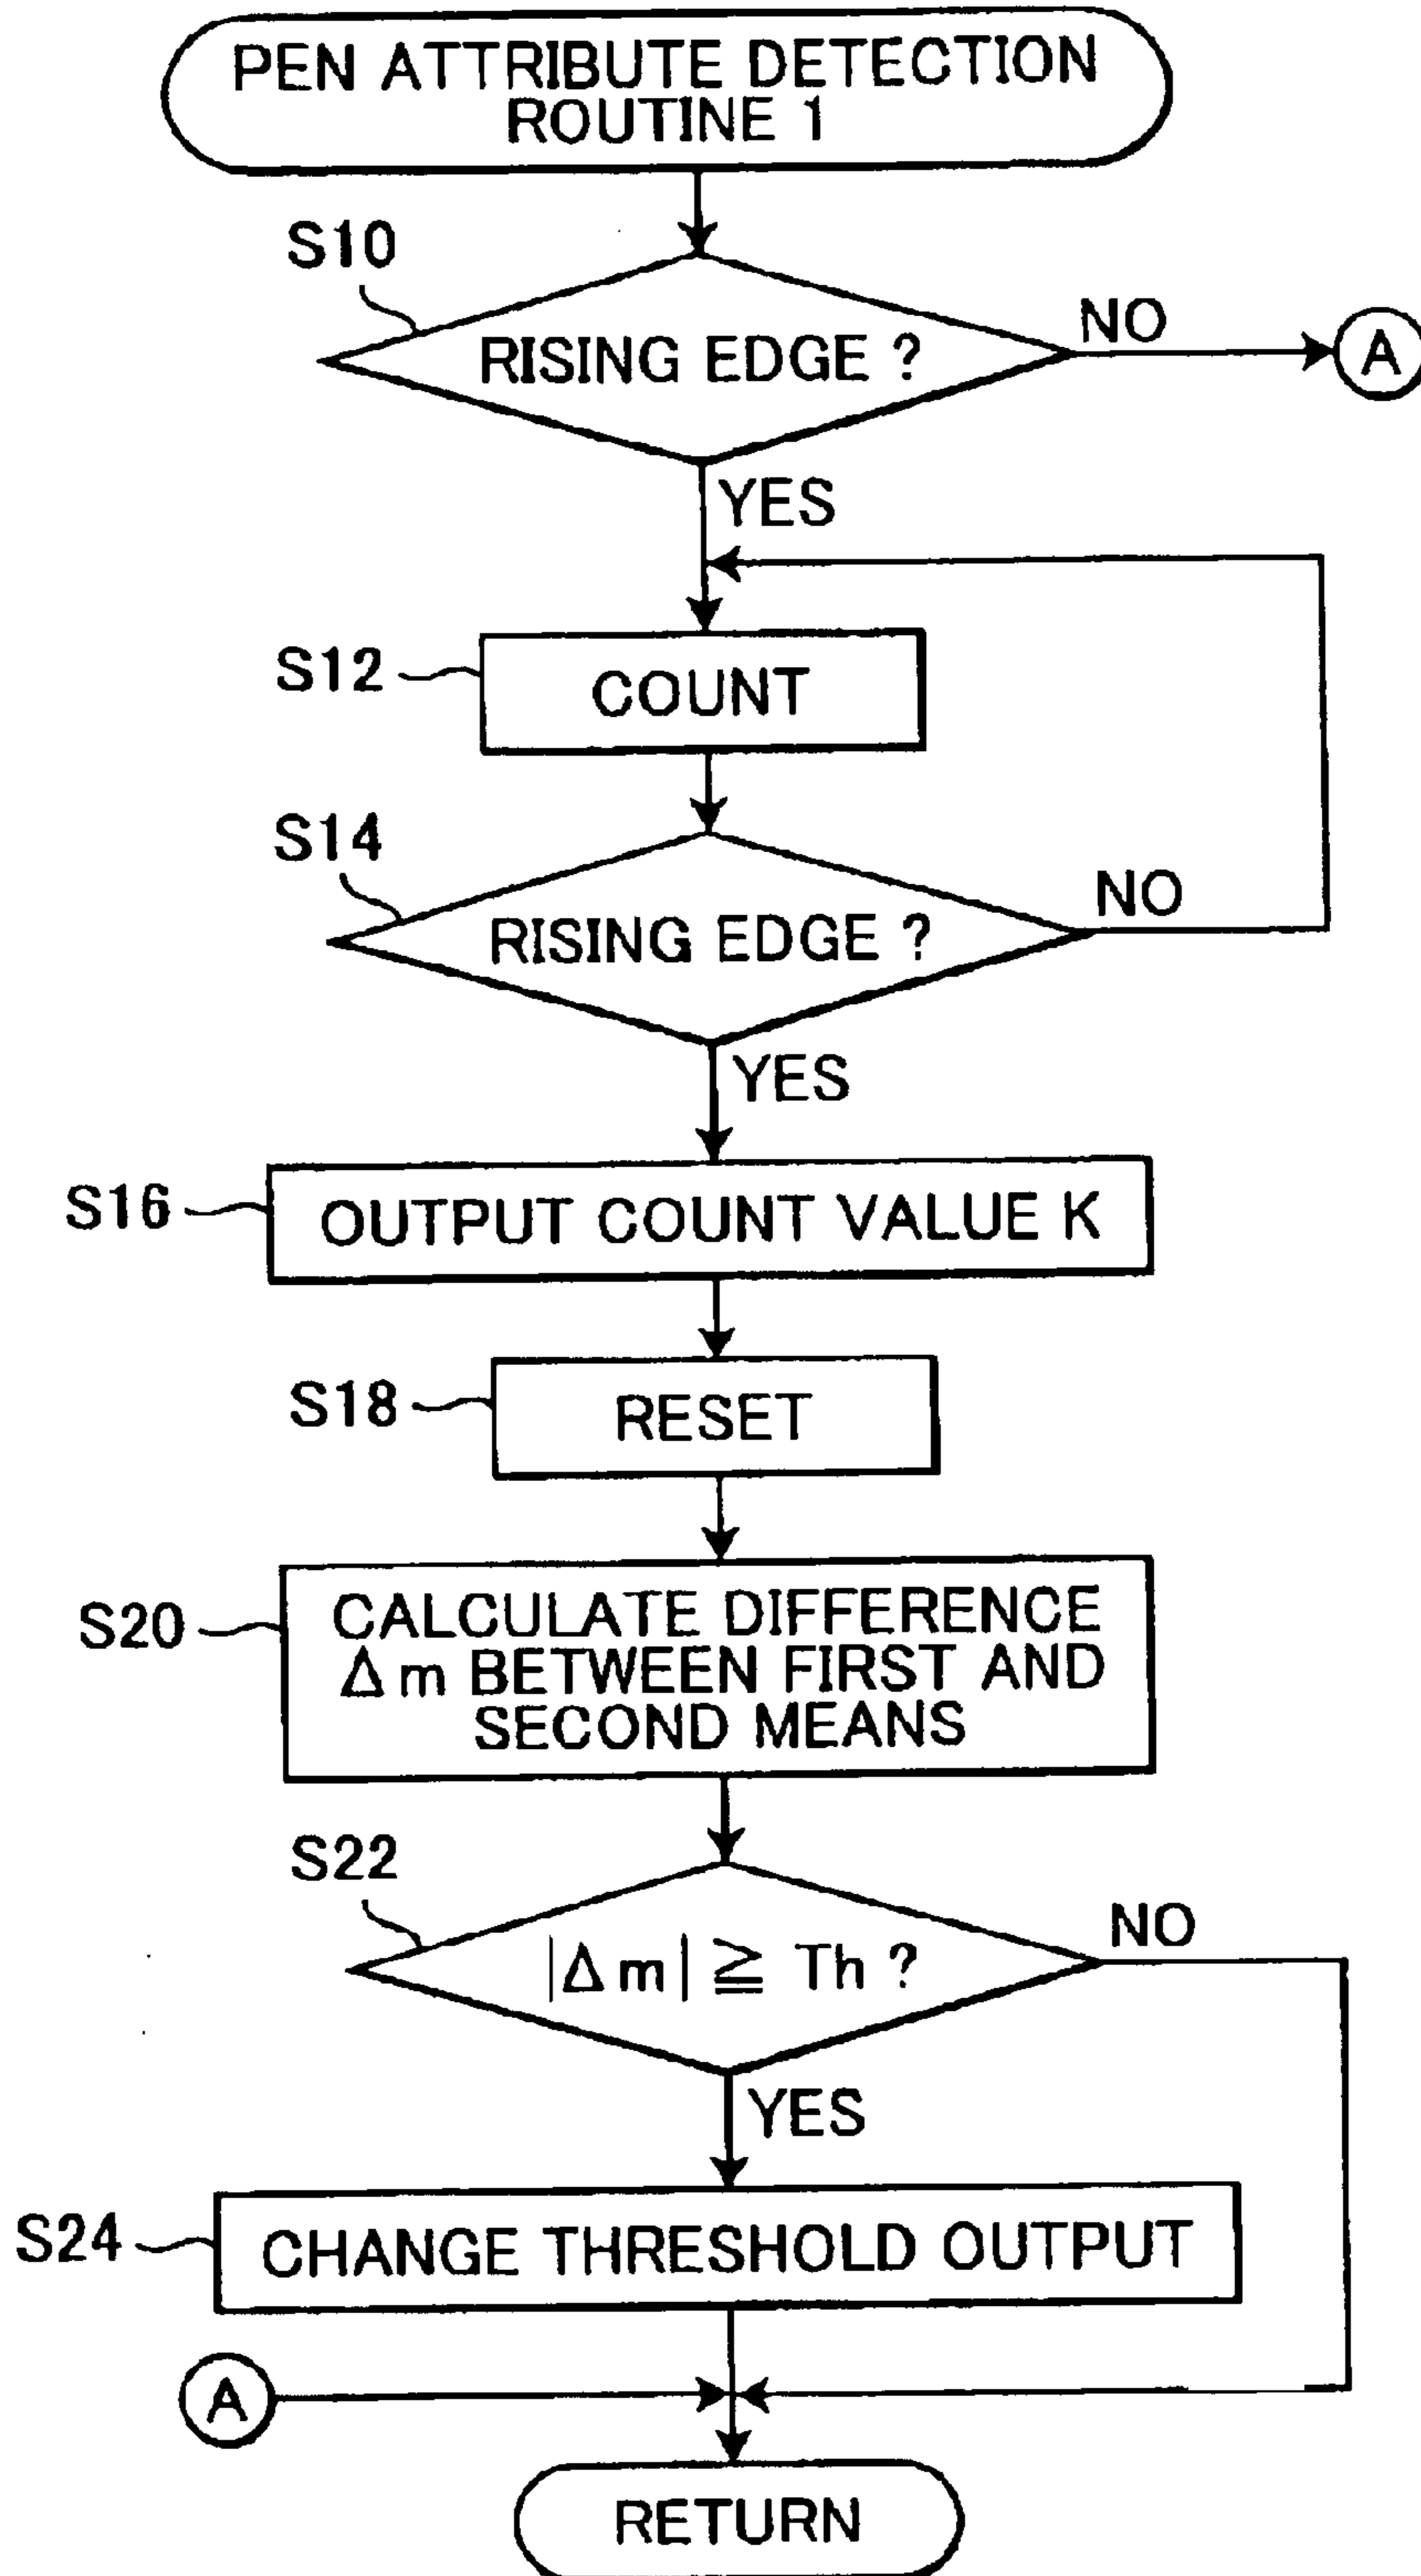 PEN ATTRIBUTE DETECTION
ROUTINE 1
S10
RISING EDGE ?
NO
A
YES
S12
COUNT
S14
RISING EDGE ?
NO
YES
S16
OUTPUT COUNT VALUE K
S18
RESET
S20
CALCULATE DIFFERENCE
Δm BETWEEN FIRST AND
SECOND MEANS
S22
|Δm| ≧ Th ?
NO
YES
S24
CHANGE THRESHOLD OUTPUT
A
RETURN